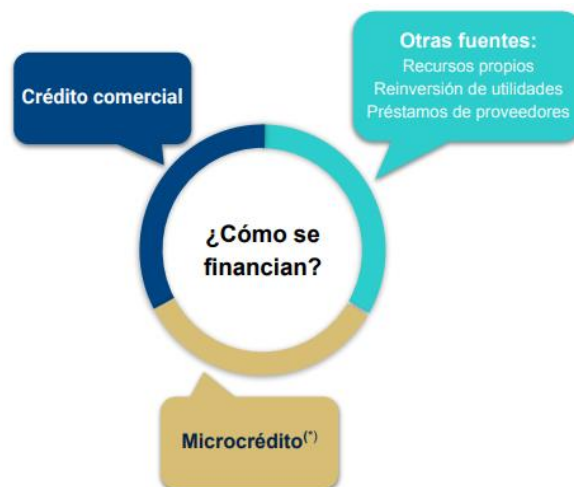 Otras fuentes:
Recursos propios
Reinversión de utilidades
Préstamos de proveedores
Crédito comercial
¿Cómo se
financian?
Microcrédito(*)